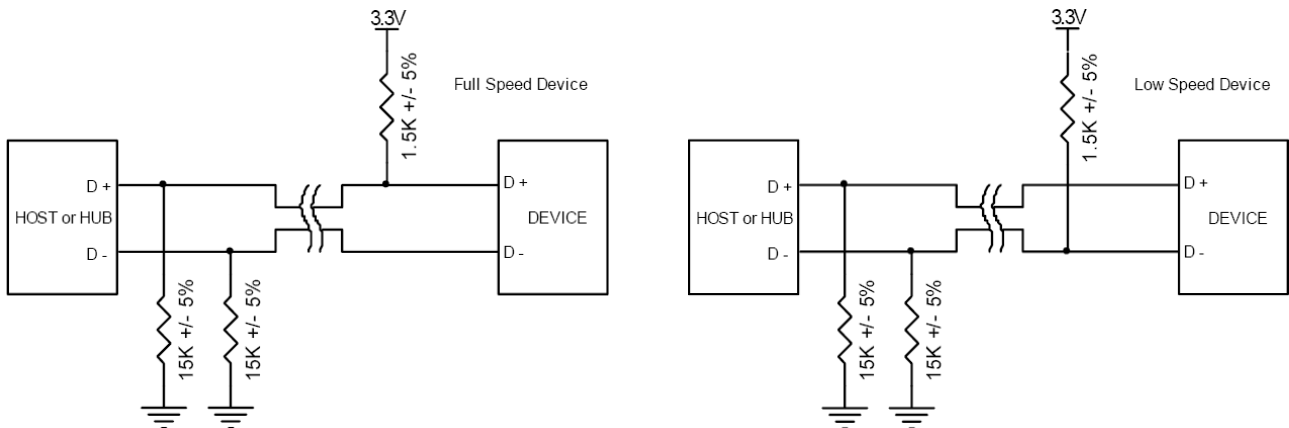 3.3V
1.5K +/- 5%
Full Speed Device
D +
HOST or HUB
D -
D +
DEVICE
D -
15K +/- 5%
15K +/- 5%
3.3V
1.5K +/- 5%
Low Speed Device
D +
HOST or HUB
D -
D +
DEVICE
D -
15K +/- 5%
15K +/- 5%